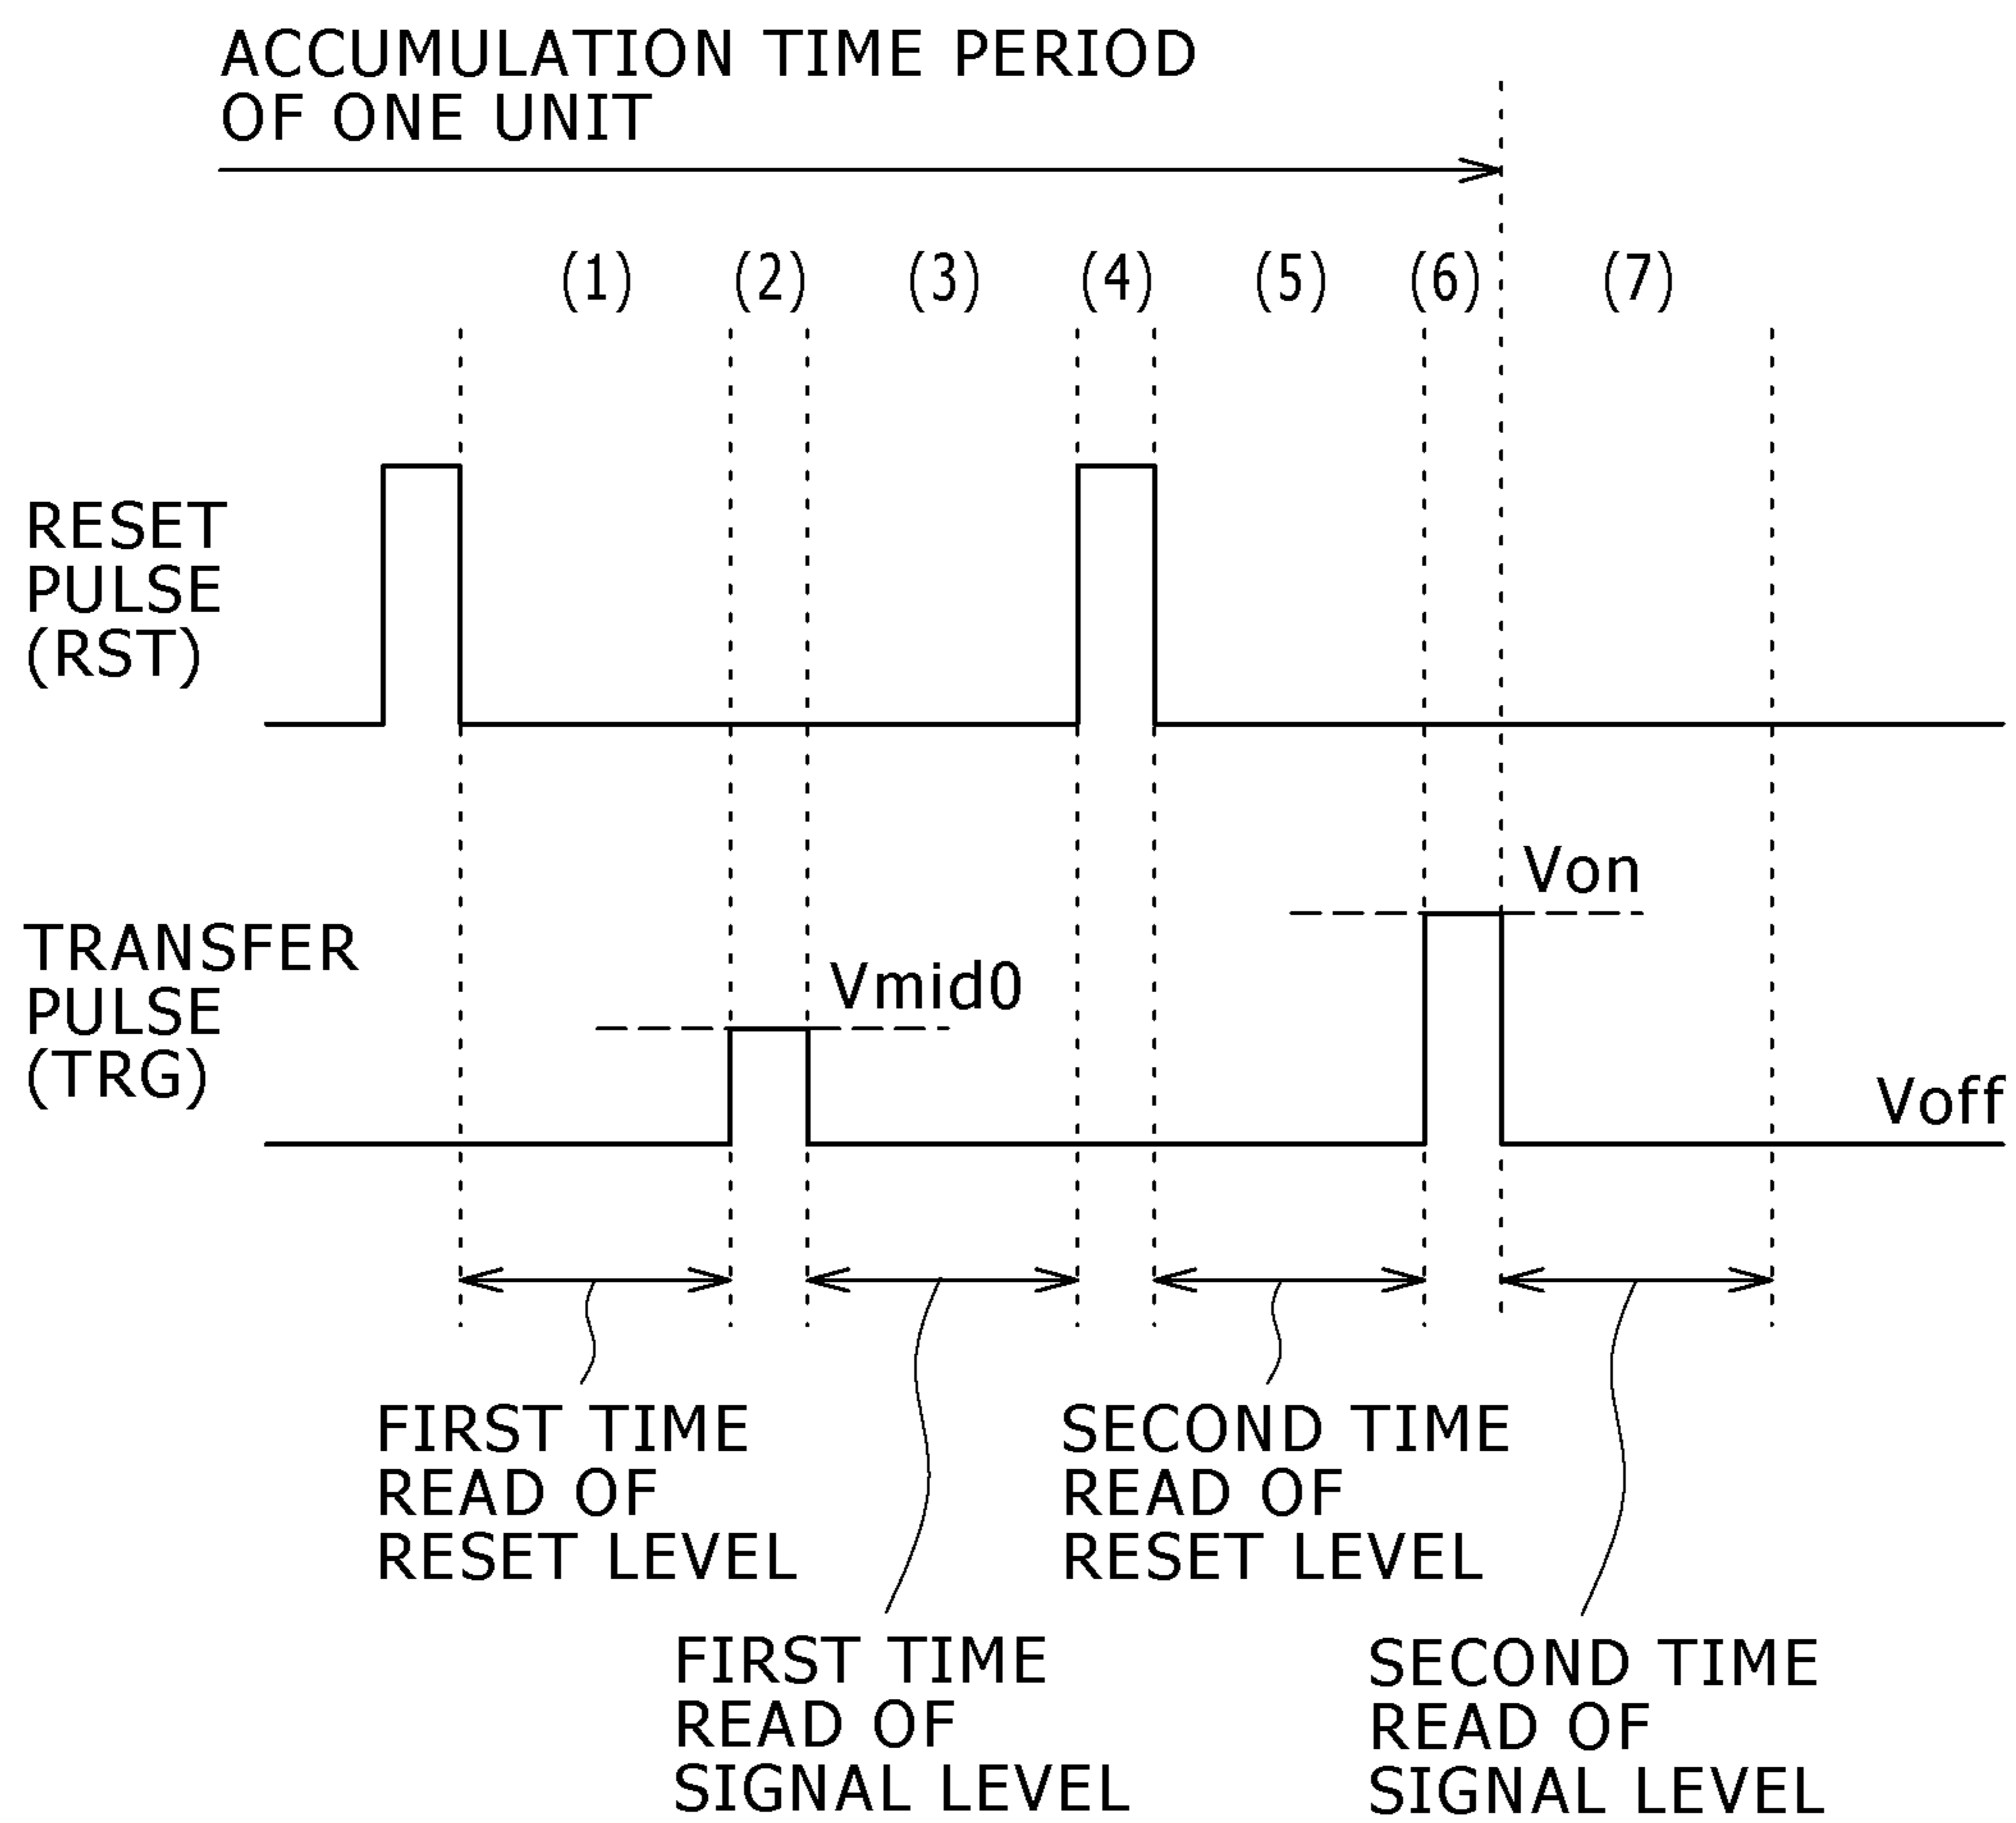 ACCUMULATION TIME PERIOD
OF ONE UNIT
(1) (2) (3) (4) (5) (6) (7)
RESET
PULSE
(RST)
Von
TRANSFER
PULSE
(TRG)
Vmid0
Voff
FIRST TIME
READ OF
RESET LEVEL
SECOND TIME
READ OF
RESET LEVEL
FIRST TIME
READ OF
SIGNAL LEVEL
SECOND TIME
READ OF
SIGNAL LEVEL